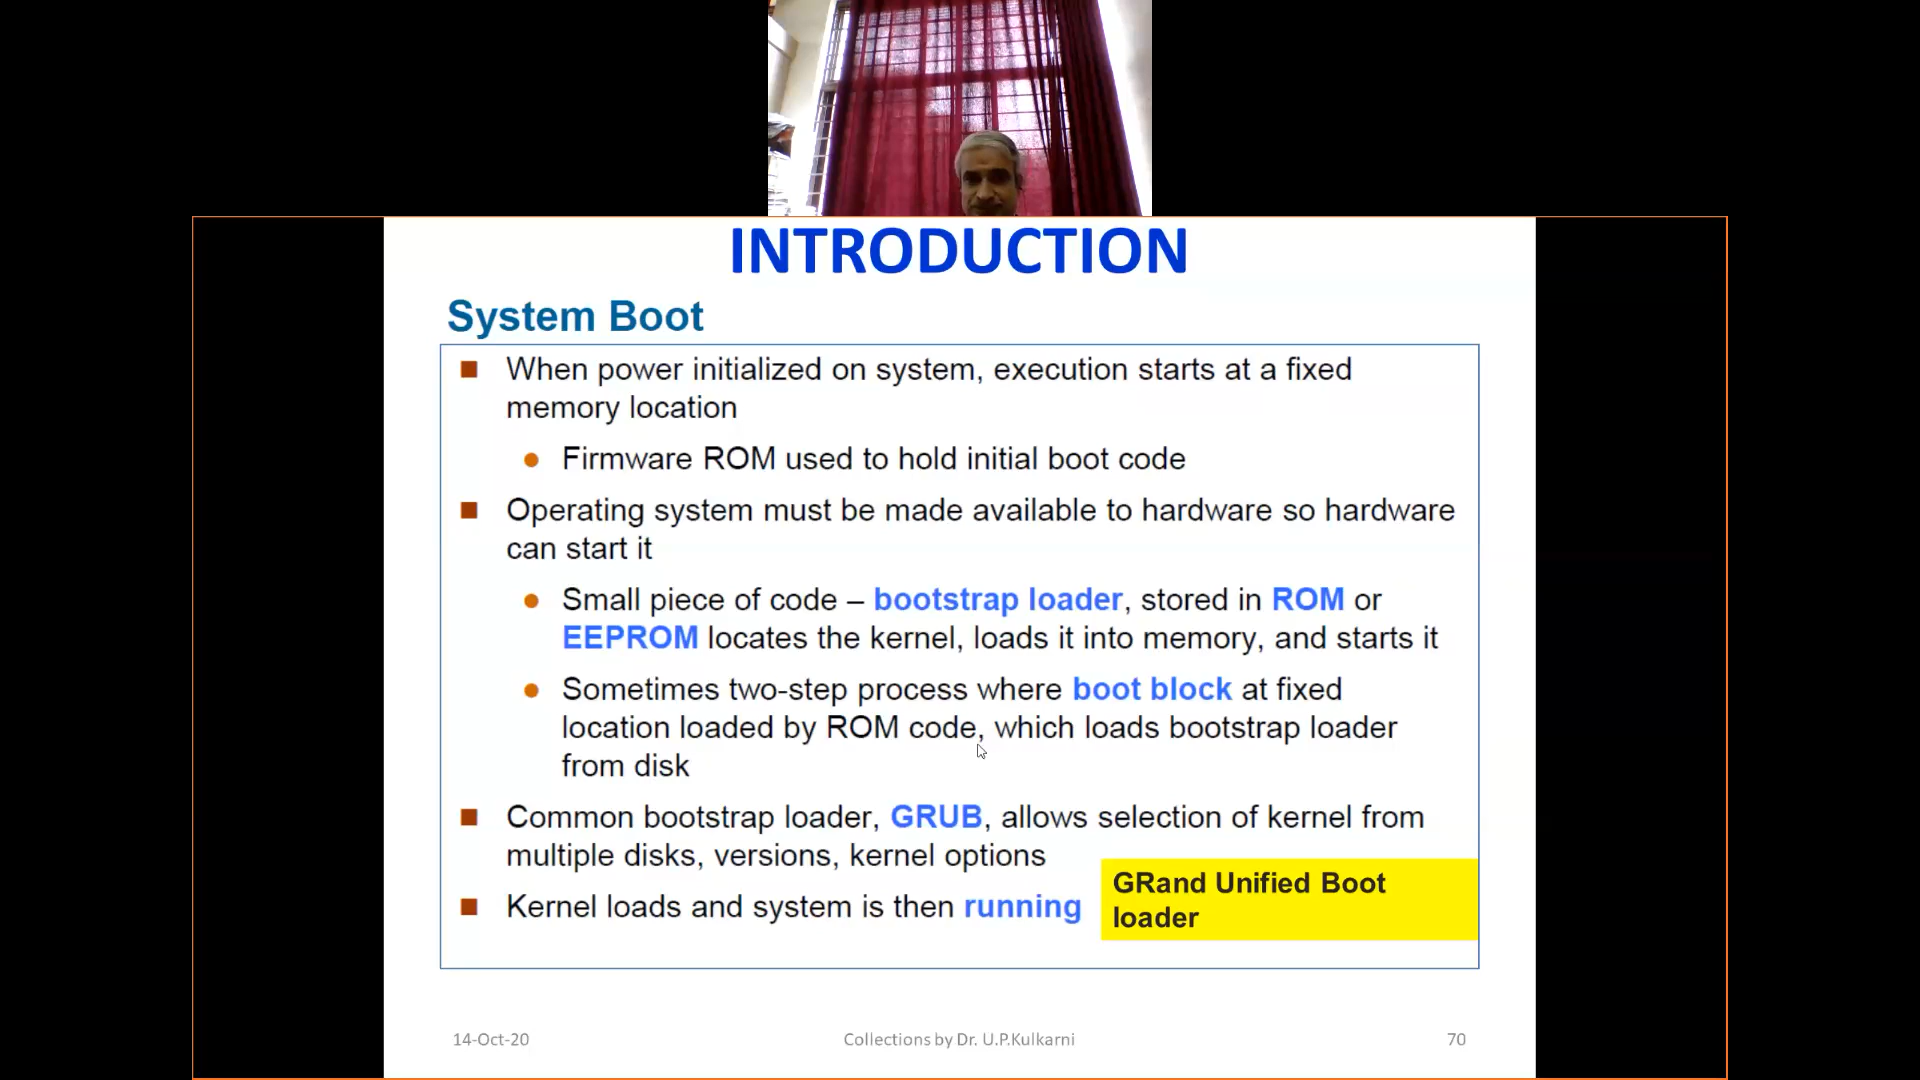 INTRODUCTION
System Boot
When power initialized on system, execution starts at a fixed
memory location
Firmware ROM used to hold initial boot code
Operating system must be made available to hardware so hardware
can start it
Small piece of code – bootstrap loader, stored in ROM or
EEPROM locates the kernel, loads it into memory, and starts it
Sometimes two-step process where boot block at fixed
location loaded by ROM code, which loads bootstrap loader
from disk
Common bootstrap loader, GRUB, allows selection of kernel from
multiple disks, versions, kernel options
Kernel loads and system is then running
GRand Unified Boot
loader
14-Oct-20
Collections by Dr. U.P.Kulkarni
70